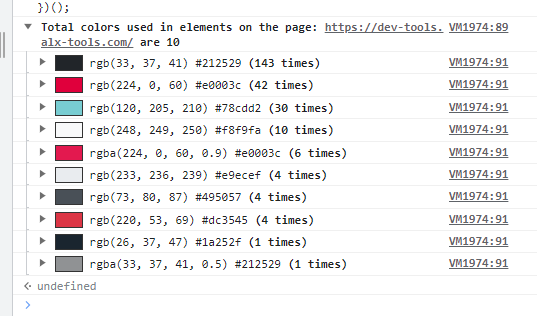 })();
Total colors used in elements on the page: https://dev-tools. VM1974:89
alx-tools.com/ are 10
rgb(33, 37, 41) #212529 (143 times) VM1974:91
rgb(224, 0, 60) #e0003c (42 times) VM1974:91
rgb(120, 205, 210) #78cdd2 (30 times) VM1974:91
rgb(248, 249, 250) #f8f9fa (10 times) VM1974:91
rgba(224, 0, 60, 0.9) #e0003c (6 times) VM1974:91
rgb(233, 236, 239) #e9ecef (4 times) VM1974:91
rgb(73, 80, 87) #495057 (4 times) VM1974:91
rgb(220, 53, 69) #dc3545 (4 times) VM1974:91
rgb(26, 37, 47) #1a252f (1 times) VM1974:91
rgba(33, 37, 41, 0.5) #212529 (1 times) VM1974:91
undefined